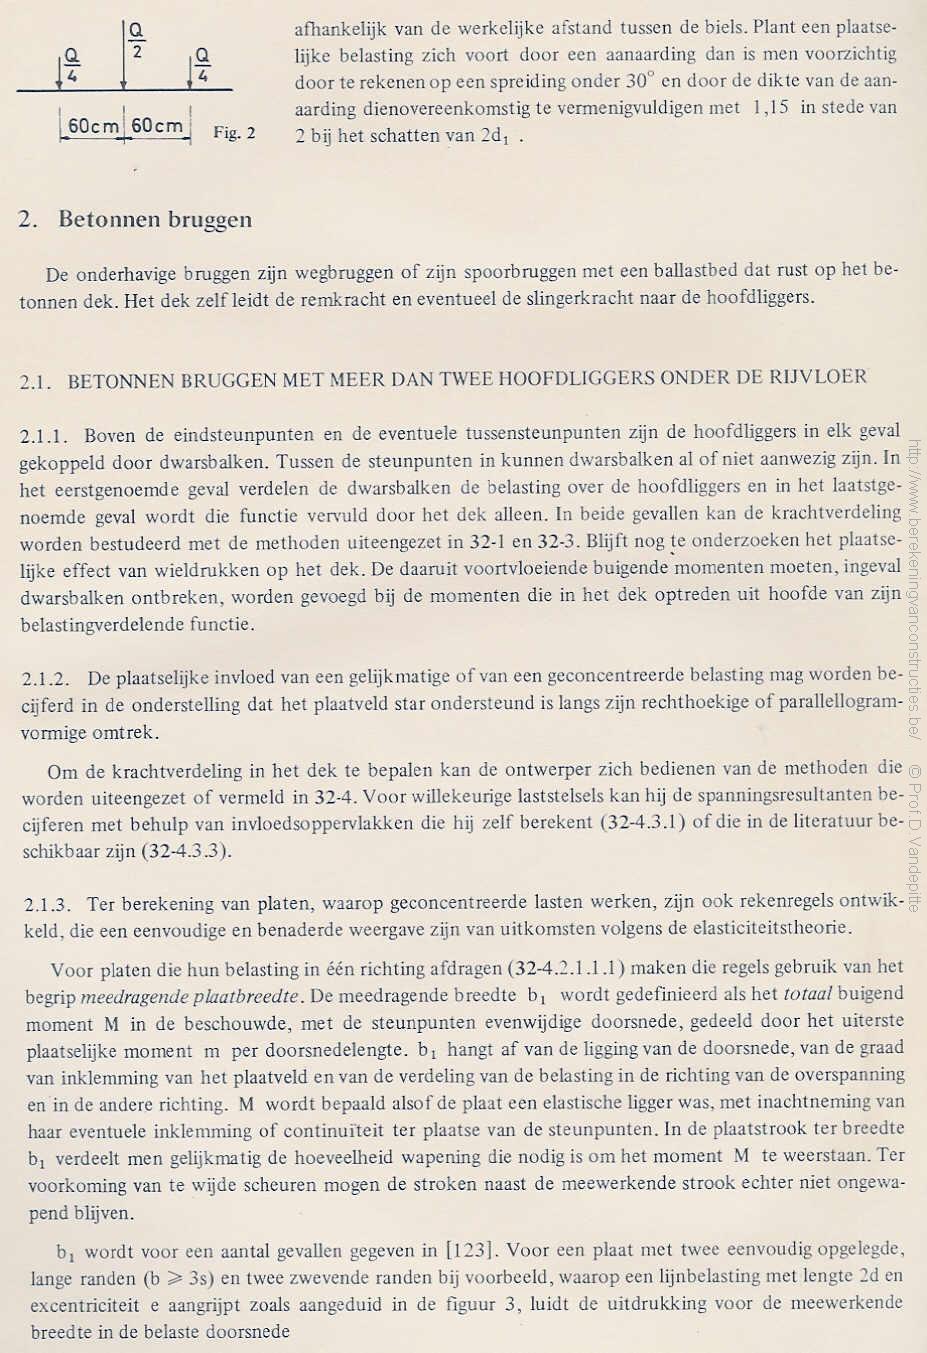 Q
2
Q
4
Q
4
60cm 60cm Fig. 2
afhankelijk van de werkelijke afstand tussen de biels. Plant een plaatse-
lijke belasting zich voort door een aanaarding dan is men voorzichtig
door te rekenen op een spreiding onder 30° en door de dikte van de aan-
aarding dienovereenkomstig te vermenigvuldigen met 1,15 in stede van
2 bij het schatten van 2d₁ .
2. Betonnen bruggen
De onderhavige bruggen zijn wegbruggen of zijn spoorbruggen met een ballastbed dat rust op het be-
tonnen dek. Het dek zelf leidt de remkracht en eventueel de slingerkracht naar de hoofdliggers.
2.1. BETONNEN BRUGGEN MET MEER DAN TWEE HOOFDLIGGERS ONDER DE RIJVLOER
2.1.1. Boven de eindsteunpunten en de eventuele tussensteunpunten zijn de hoofdliggers in elk geval
gekoppeld door dwarsbalken. Tussen de steunpunten in kunnen dwarsbalken al of niet aanwezig zijn. In
het eerstgenoemde geval verdelen de dwarsbalken de belasting over de hoofdliggers en in het laatstge-
noemde geval wordt die functie vervuld door het dek alleen. In beide gevallen kan de krachtverdeling
worden bestudeerd met de methoden uiteengezet in 32-1 en 32-3. Blijft nog te onderzoeken het plaatse-
lijke effect van wieldrukken op het dek. De daaruit voortvloeiende buigende momenten moeten, ingeval
dwarsbalken ontbreken, worden gevoegd bij de momenten die in het dek optreden uit hoofde van zijn
belastingverdelende functie.
2.1.2. De plaatselijke invloed van een gelijkmatige of van een geconcentreerde belasting mag worden be-
cijferd in de onderstelling dat het plaatveld star ondersteund is langs zijn rechthoekige of parallellogram-
vormige omtrek.
Om de krachtverdeling in het dek te bepalen kan de ontwerper zich bedienen van de methoden die
worden uiteengezet of vermeld in 32-4. Voor willekeurige laststelsels kan hij de spanningsresultanten be-
cijferen met behulp van invloedsoppervlakken die hij zelf berekent (32-4.3.1) of die in de literatuur be-
schikbaar zijn (32-4.3.3).
2.1.3. Ter berekening van platen, waarop geconcentreerde lasten werken, zijn ook rekenregels ontwik-
keld, die een eenvoudige en benaderde weergave zijn van uitkomsten volgens de elasticiteitstheorie.
Voor platen die hun belasting in één richting afdragen (32-4.2.1.1.1) maken die regels gebruik van het
begrip meedragende plaatbreedte. De meedragende breedte b₁ wordt gedefinieerd als het totaal buigend
moment M in de beschouwde, met de steunpunten evenwijdige doorsnede, gedeeld door het uiterste
plaatselijke moment m per doorsnedelengte. b₁ hangt af van de ligging van de doorsnede, van de graad
van inklemming van het plaatveld en van de verdeling van de belasting in de richting van de overspanning
en in de andere richting. M wordt bepaald alsof de plaat een elastische ligger was, met inachtneming van
haar eventuele inklemming of continuïteit ter plaatse van de steunpunten. In de plaatstrook ter breedte
b₁ verdeelt men gelijkmatig de hoeveelheid wapening die nodig is om het moment M te weerstaan. Ter
voorkoming van te wijde scheuren mogen de stroken naast de meewerkende strook echter niet ongewa-
pend blijven.
b₁ wordt voor een aantal gevallen gegeven in [123]. Voor een plaat met twee eenvoudig opgelegde,
lange randen (b ⩾ 3s) en twee zwevende randen bij voorbeeld, waarop een lijnbelasting met lengte 2d en
excentriciteit e aangrijpt zoals aangeduid in de figuur 3, luidt de uitdrukking voor de meewerkende
breedte in de belaste doorsnede
http://www.berekeningvanconstructies.be/ © Prof D. Vandepitte